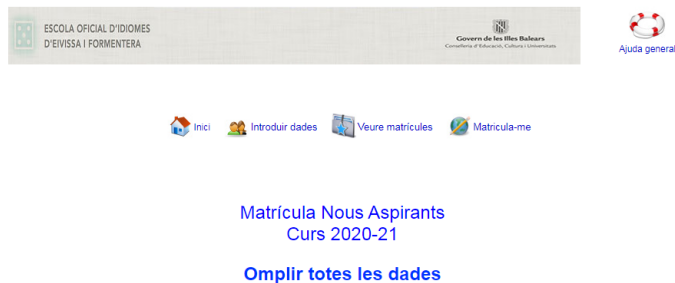 ESCOLA OFICIAL D'IDIOMES
D'EIVISSA I FORMENTERA
Govern de les Illes Balears
Conselleria d'Educació, Cultura i Universitats
Ajuda general
Inici
Introduir dades
Veure matrícules
Matricula-me
Matrícula Nous Aspirants
Curs 2020-21
Omplir totes les dades